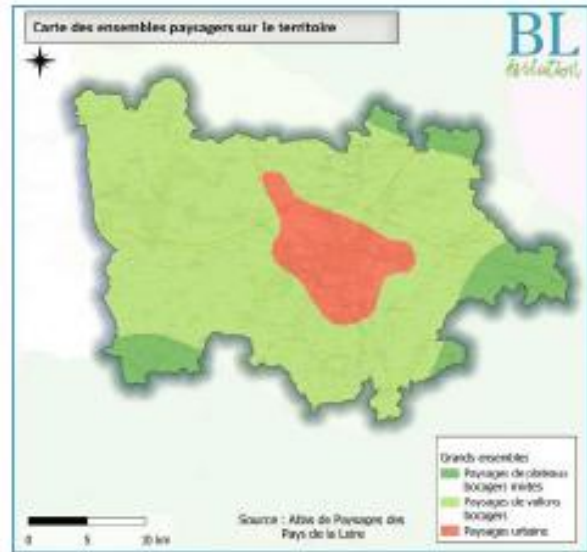 Carte des ensembles paysagers sur le territoire
BL
évolution
Grands ensembles
Paysages de plateaux
bocagers mixtes
Paysages de vallons
bocagers
Paysages urbains
0 5 10 km
Source : Atlas de Paysages des
Pays de la Loire